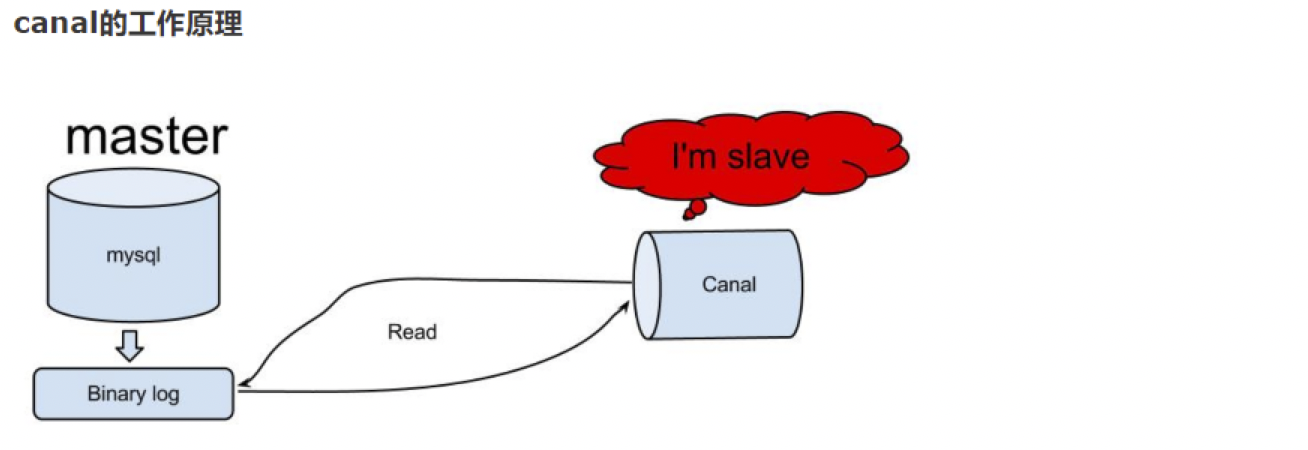 canal的工作原理
master
I'm slave
mysql
Canal
Read
Binary log